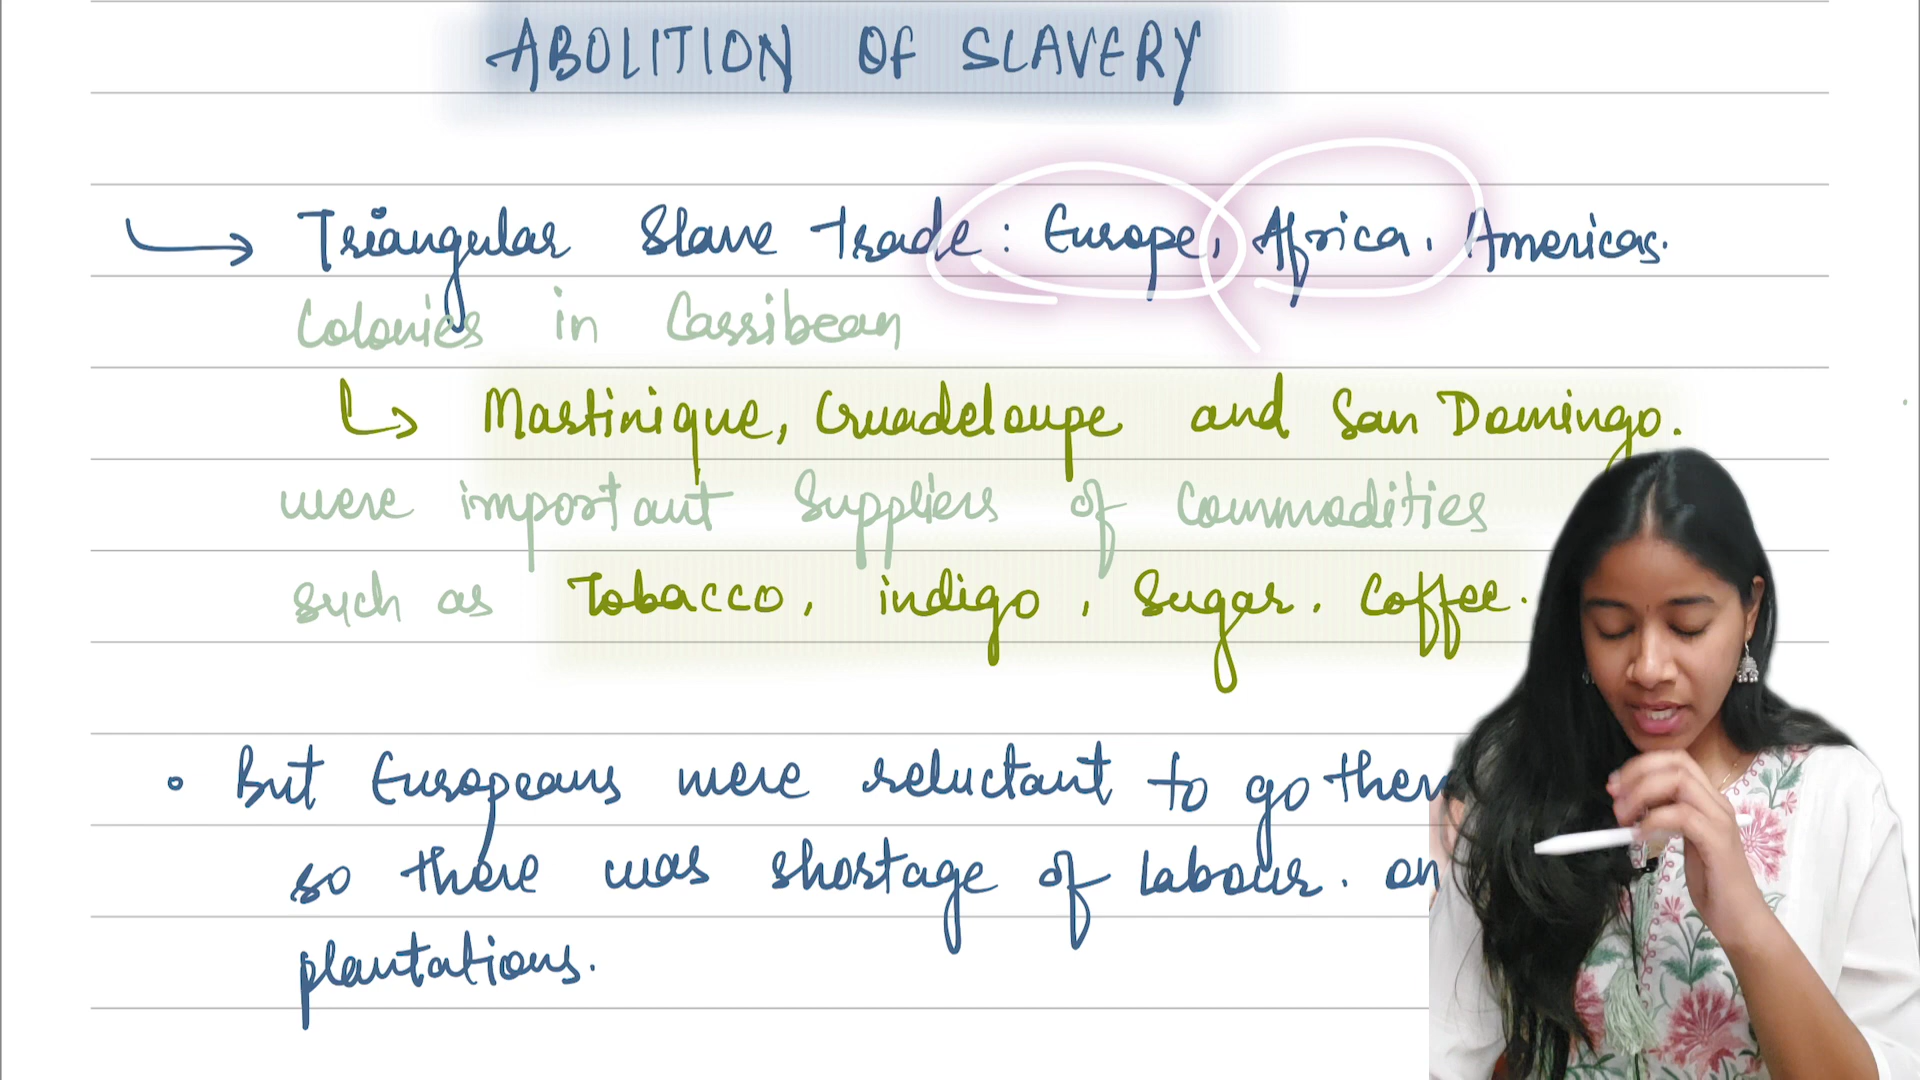 ABOLITION OF SLAVERY
Triangular Slave Trade : Europe, Africa, Americas.
Colonies in Carribean
Martinique, Guadeloupe and San Domingo.
were important Suppliers of Commodities
such as Tobacco, indigo, Sugar, Coffee.
But Europeans were reluctant to go
so there was shortage of labour. on
plantations.